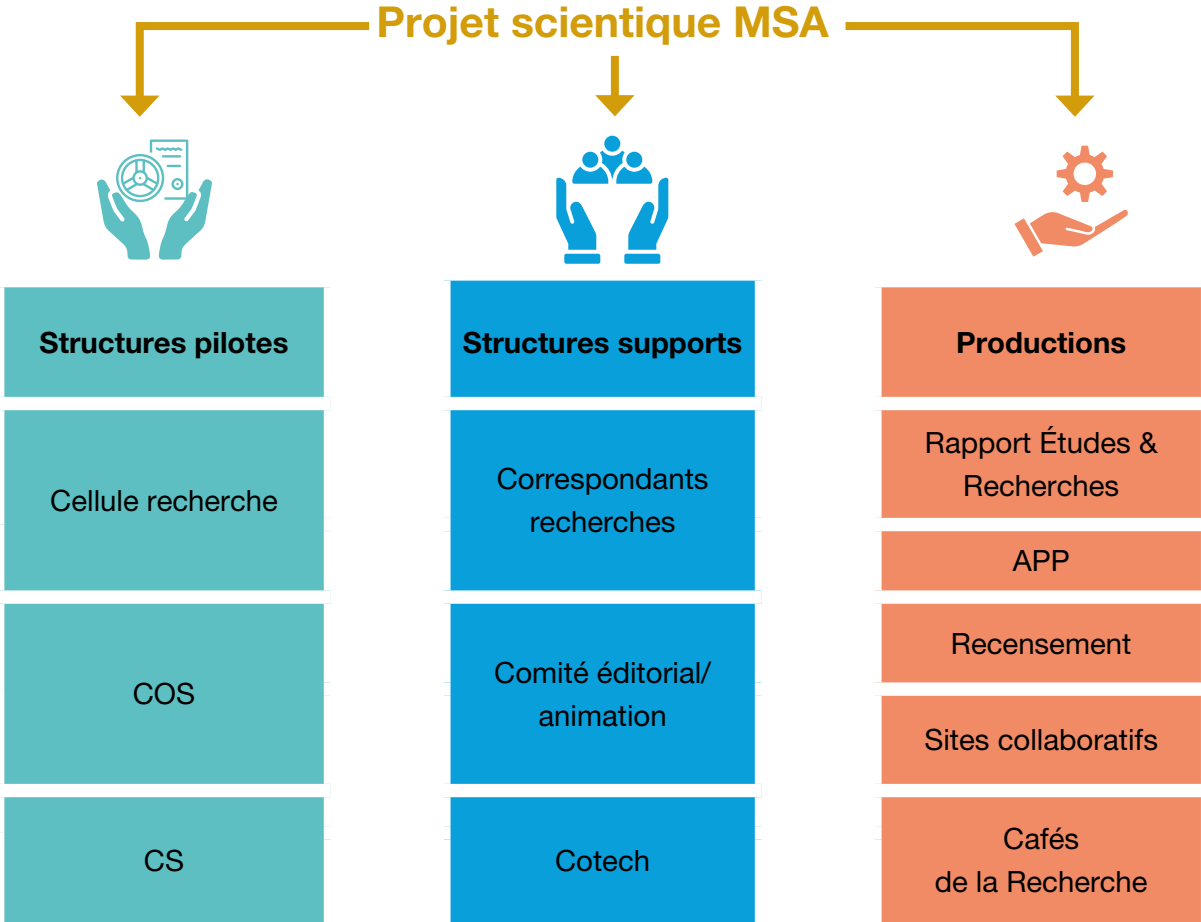 Projet scientique MSA
Structures pilotes
Cellule recherche
COS
CS
Structures supports
Correspondants
recherches
Comité éditorial/
animation
Cotech
Productions
Rapport Études &
Recherches
APP
Recensement
Sites collaboratifs
Cafés
de la Recherche